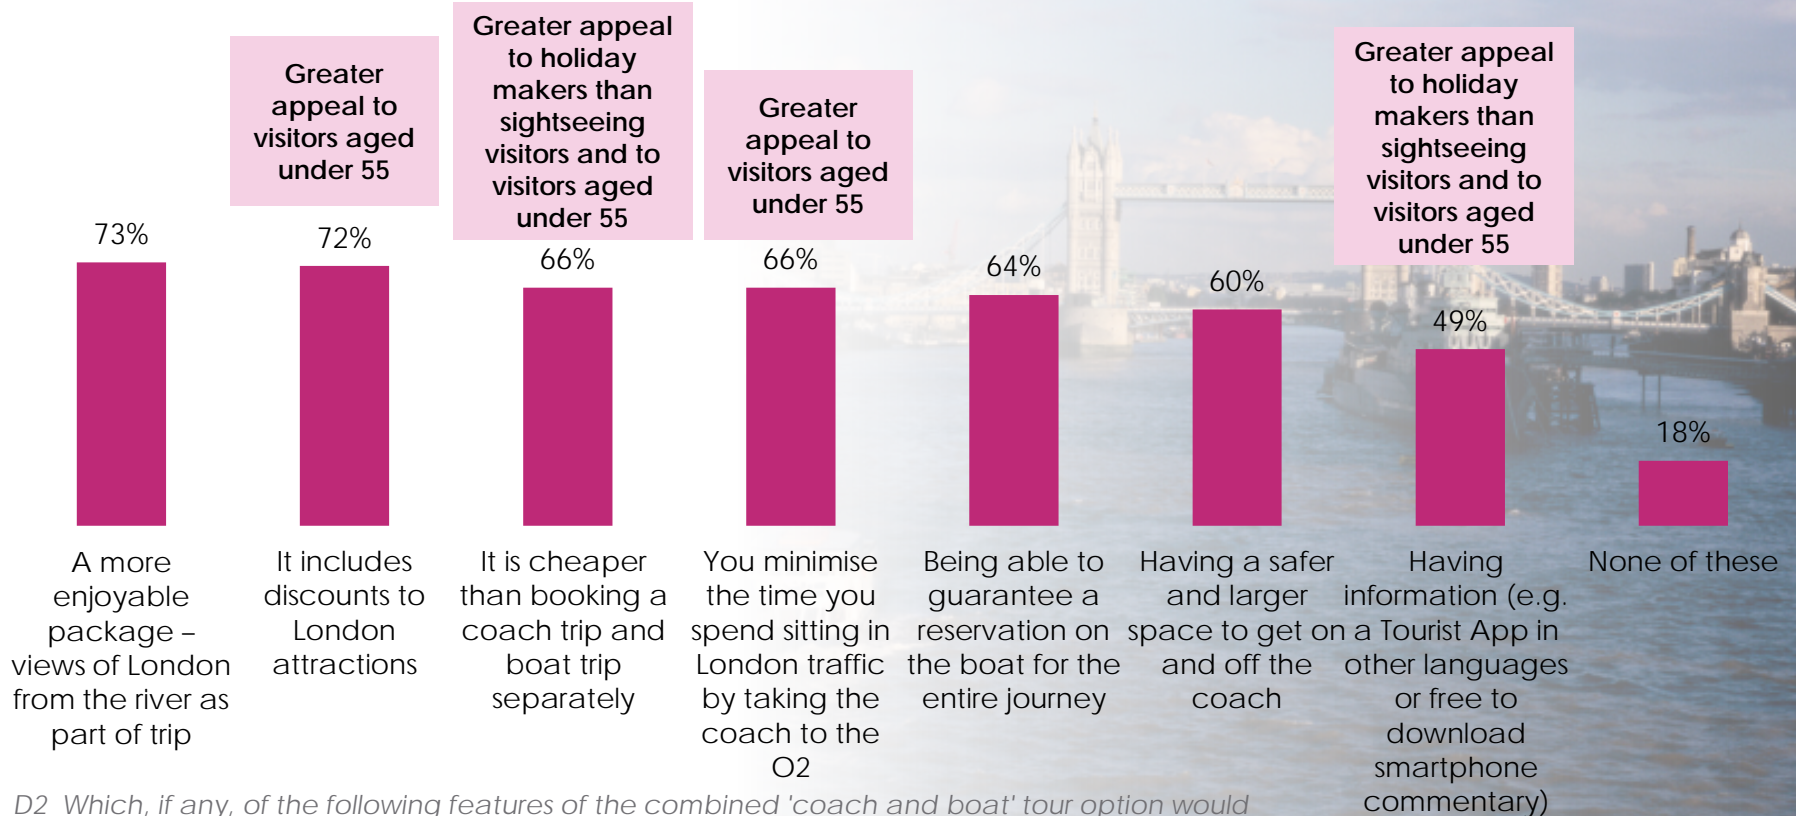 Greater
appeal to
visitors aged
under 55
Greater appeal
to holiday
makers than
sightseeing
visitors and to
visitors aged
under 55
Greater
appeal to
visitors aged
under 55
Greater appeal
to holiday
makers than
sightseeing
visitors and to
visitors aged
under 55
73%
72%
66%
66%
64%
60%
49%
18%
A more
enjoyable
package –
views of London
from the river as
part of trip
It includes
discounts to
London
attractions
It is cheaper
than booking a
coach trip and
boat trip
separately
You minimise
the time you
spend sitting in
London traffic
by taking the
coach to the
O2
Being able to
guarantee a
reservation on
the boat for the
entire journey
Having a safer
and larger
space to get on
and off the
coach
Having
information (e.g.
a Tourist App in
other languages
or free to
download
smartphone
commentary)
None of these
D2 Which, if any, of the following features of the combined 'coach and boat' tour option would